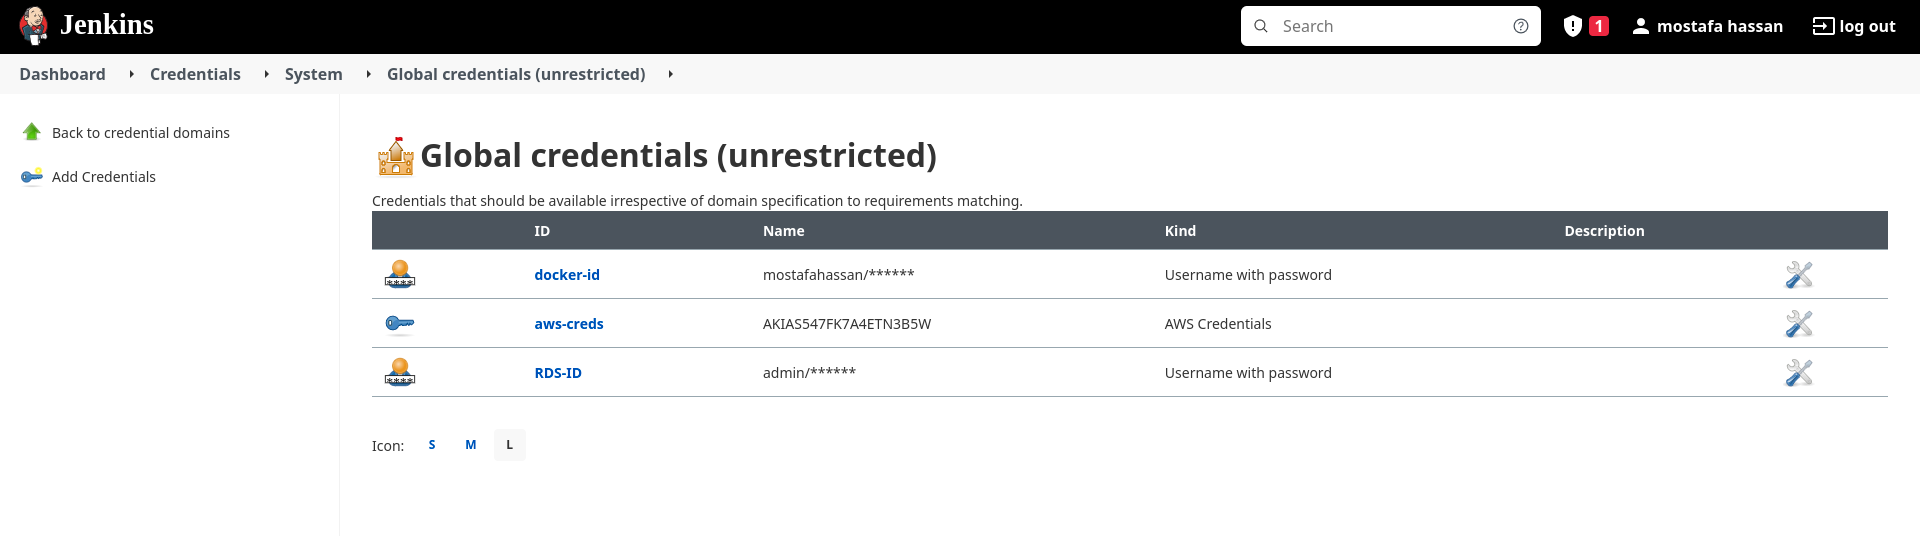 Jenkins
Search
1
mostafa hassan
log out
Dashboard
Credentials
System
Global credentials (unrestricted)
Back to credential domains
Add Credentials
Global credentials (unrestricted)
Credentials that should be available irrespective of domain specification to requirements matching.
ID Name Kind Description
docker-id mostafahassan/****** Username with password
aws-creds AKIAS547FK7A4ETN3B5W AWS Credentials
RDS-ID admin/****** Username with password
Icon: S M L